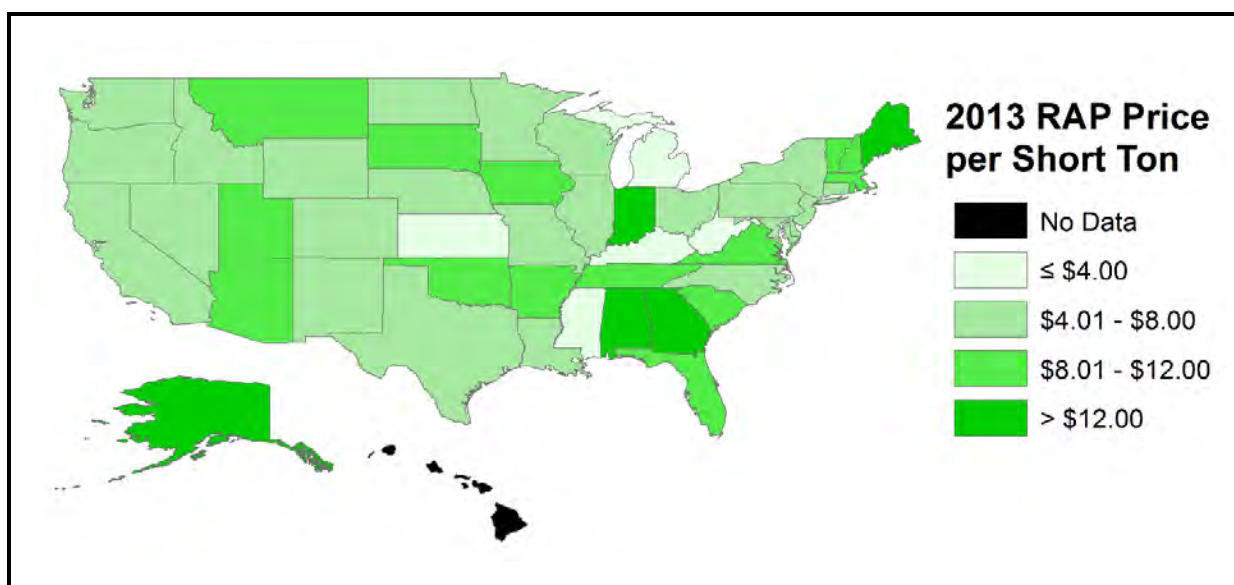 2013 RAP Price
per Short Ton
No Data
≤ $4.00
$4.01 - $8.00
$8.01 - $12.00
> $12.00